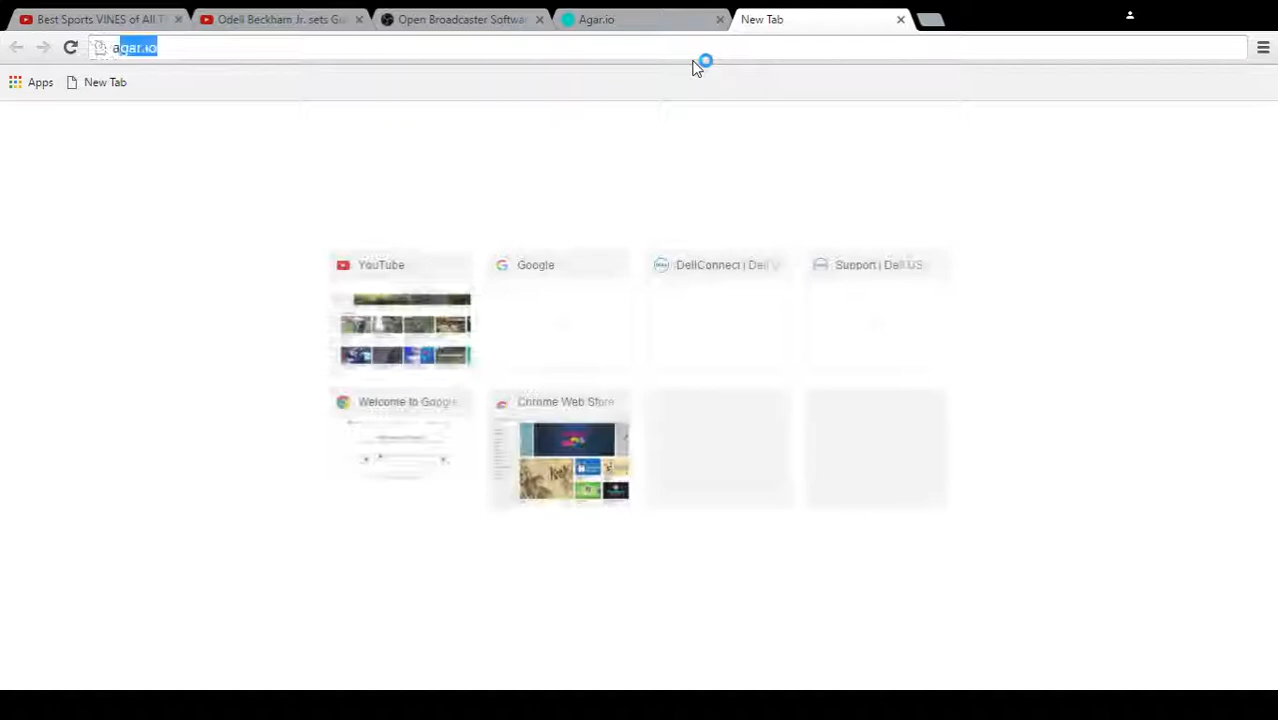 Best Sports VINES of All T
Odell Beckham Jr. sets Gi
Open Broadcaster Softwa
Agar.io
New Tab
agar.io
Apps
New Tab
YouTube
Google
DellConnect | Dell U
Support | Dell US
Welcome to Google
Chrome Web Store